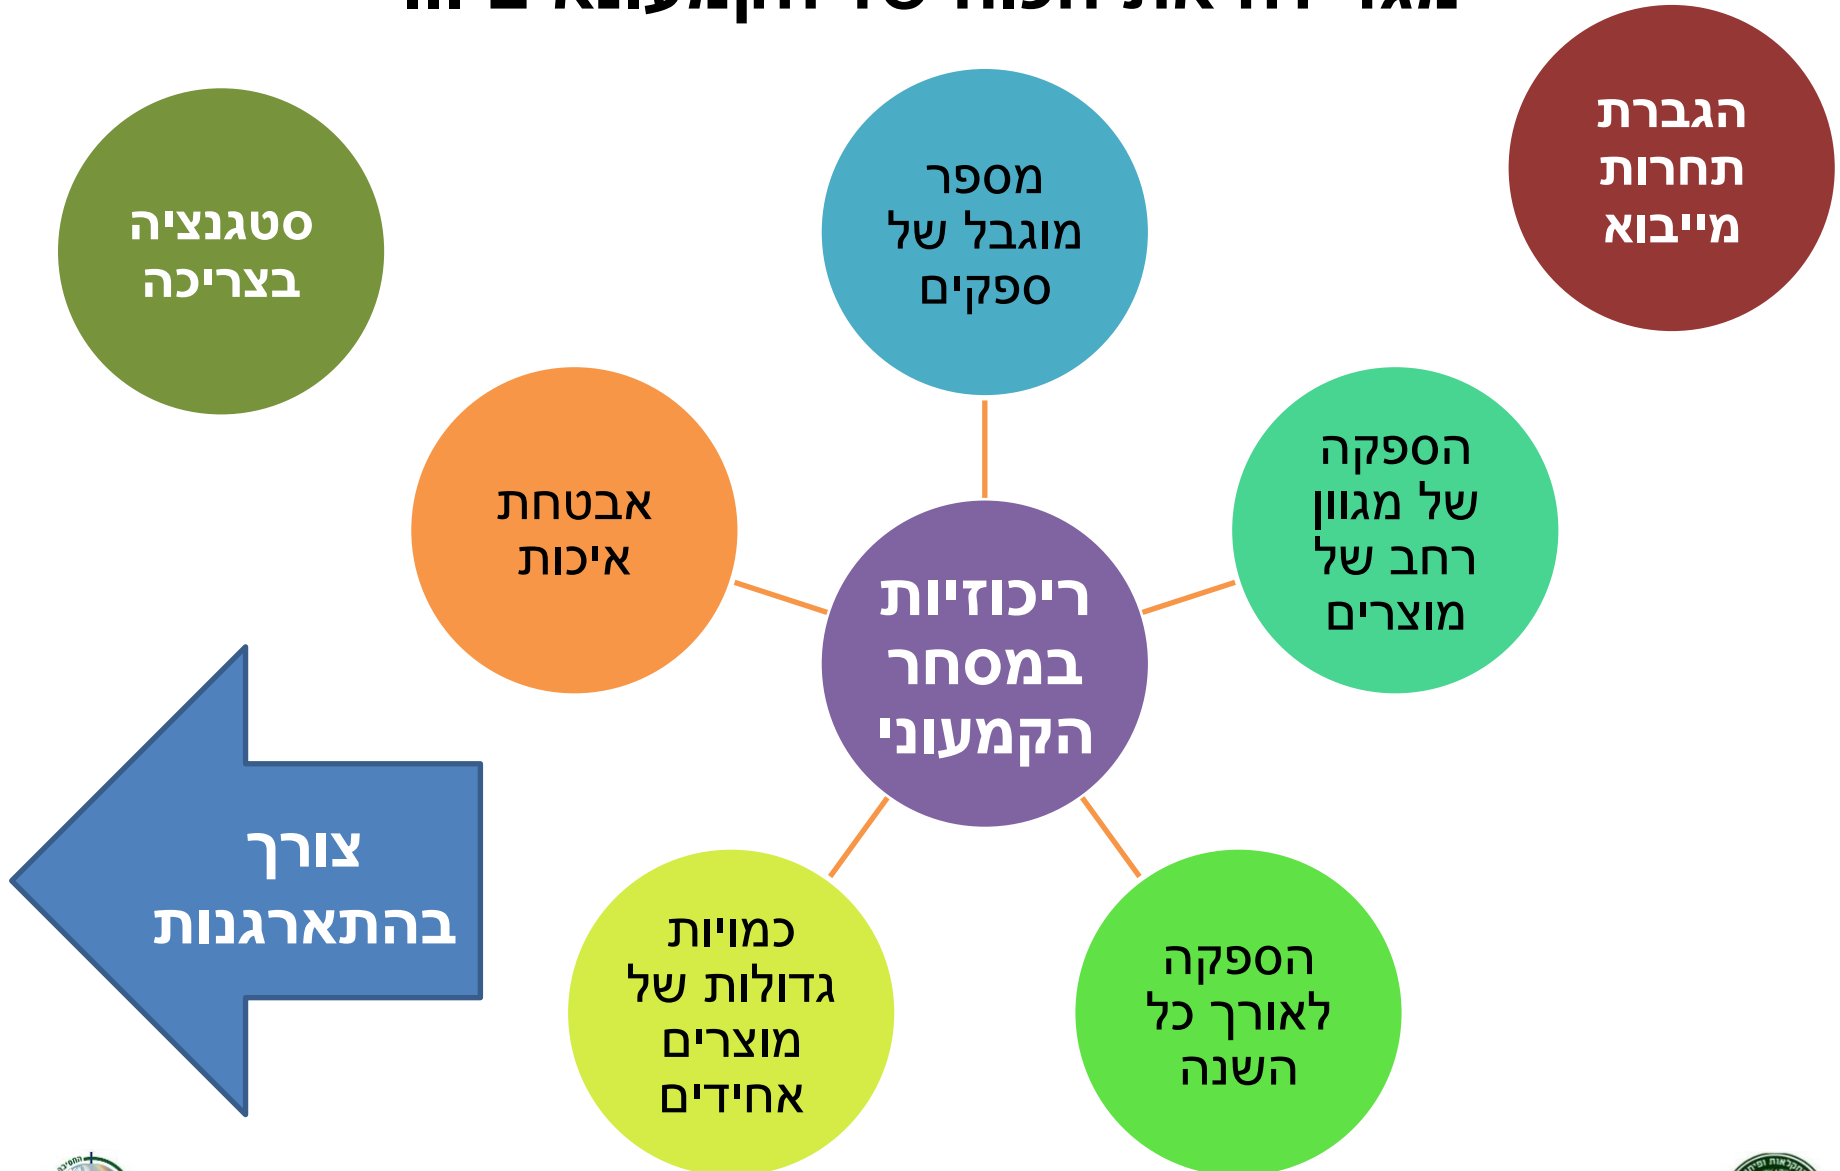 הגברת
תחרות
מייבוא
מספר
מוגבל של
ספקים
סטגנציה
בצריכה
הספקה
של מגוון
רחב של
מוצרים
אבטחת
איכות
ריכוזיות
במסחר
הקמעוני
צורך
בהתארגנות
הספקה
לאורך כל
השנה
כמויות
גדולות של
מוצרים
אחידים